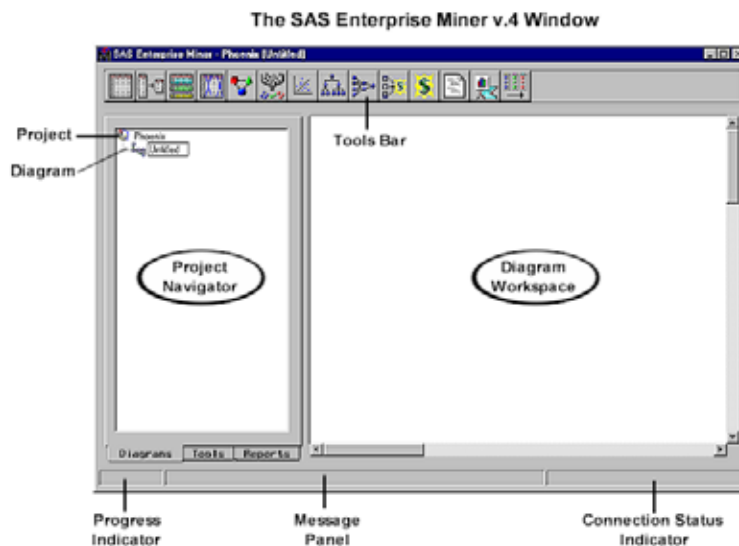 The SAS Enterprise Miner v.4 Window
SAS Enterprise Miner - Phoenix [Untitled]
Project
Phoenix
Diagram
Untitled
Tools Bar
Project
Navigator
Diagram
Workspace
Diagrams Tools Reports
Progress
Indicator
Message
Panel
Connection Status
Indicator